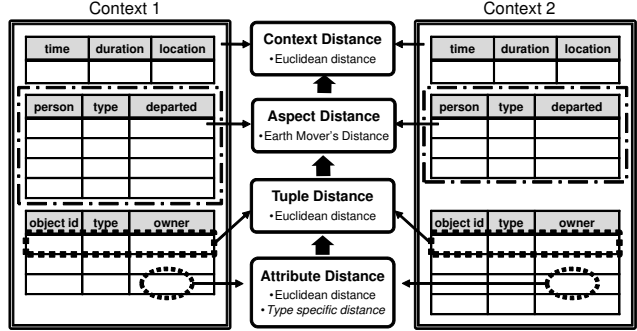 Context 1
Context 2
time duration location
Context Distance
•Euclidean distance
time duration location
person type departed
Aspect Distance
•Earth Mover's Distance
person type departed
Tuple Distance
•Euclidean distance
object id type owner
object id type owner
Attribute Distance
•Euclidean distance
•Type specific distance